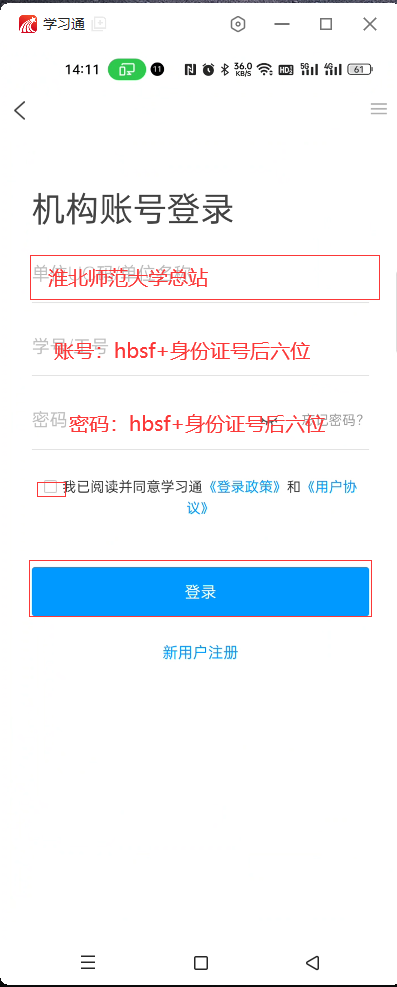 学习通
14:11
11
36.0
KB/S
HD
5G
4G
61
机构账号登录
淮北师范大学总站
账号：hbsf+身份证号后六位
密码
密码：hbsf+身份证号后六位
忘记密码?
我已阅读并同意学习通《登录政策》和《用户协
议》
登录
新用户注册